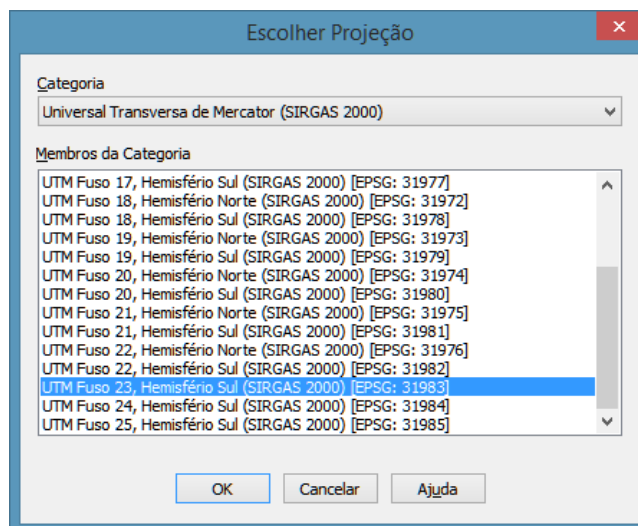 Escolher Projeção
Categoria
Universal Transversa de Mercator (SIRGAS 2000)
Membros da Categoria
UTM Fuso 17, Hemisfério Sul (SIRGAS 2000) [EPSG: 31977]
UTM Fuso 18, Hemisfério Norte (SIRGAS 2000) [EPSG: 31972]
UTM Fuso 18, Hemisfério Sul (SIRGAS 2000) [EPSG: 31978]
UTM Fuso 19, Hemisfério Norte (SIRGAS 2000) [EPSG: 31973]
UTM Fuso 19, Hemisfério Sul (SIRGAS 2000) [EPSG: 31979]
UTM Fuso 20, Hemisfério Norte (SIRGAS 2000) [EPSG: 31974]
UTM Fuso 20, Hemisfério Sul (SIRGAS 2000) [EPSG: 31980]
UTM Fuso 21, Hemisfério Norte (SIRGAS 2000) [EPSG: 31975]
UTM Fuso 21, Hemisfério Sul (SIRGAS 2000) [EPSG: 31981]
UTM Fuso 22, Hemisfério Norte (SIRGAS 2000) [EPSG: 31976]
UTM Fuso 22, Hemisfério Sul (SIRGAS 2000) [EPSG: 31982]
UTM Fuso 23, Hemisfério Sul (SIRGAS 2000) [EPSG: 31983]
UTM Fuso 24, Hemisfério Sul (SIRGAS 2000) [EPSG: 31984]
UTM Fuso 25, Hemisfério Sul (SIRGAS 2000) [EPSG: 31985]
OK Cancelar Ajuda